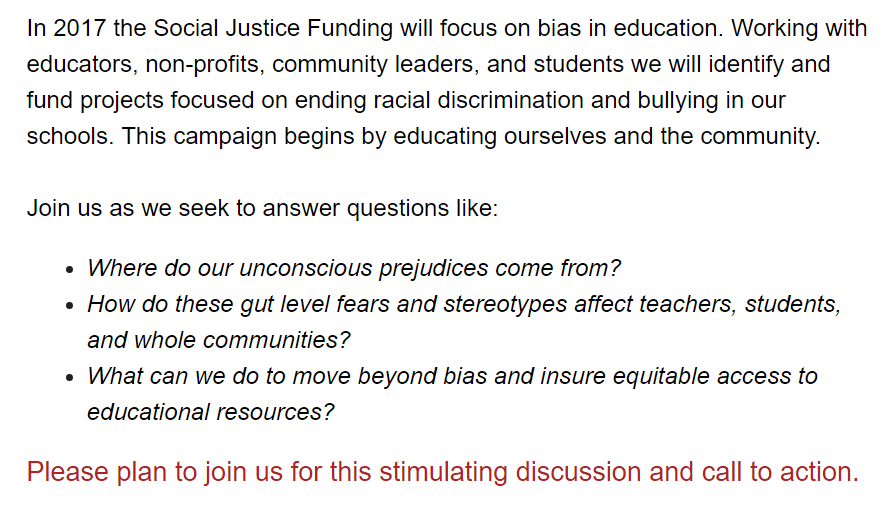 In 2017 the Social Justice Funding will focus on bias in education. Working with
educators, non-profits, community leaders, and students we will identify and
fund projects focused on ending racial discrimination and bullying in our
schools. This campaign begins by educating ourselves and the community.
Join us as we seek to answer questions like:
• Where do our unconscious prejudices come from?
• How do these gut level fears and stereotypes affect teachers, students,
and whole communities?
• What can we do to move beyond bias and insure equitable access to
educational resources?
Please plan to join us for this stimulating discussion and call to action.